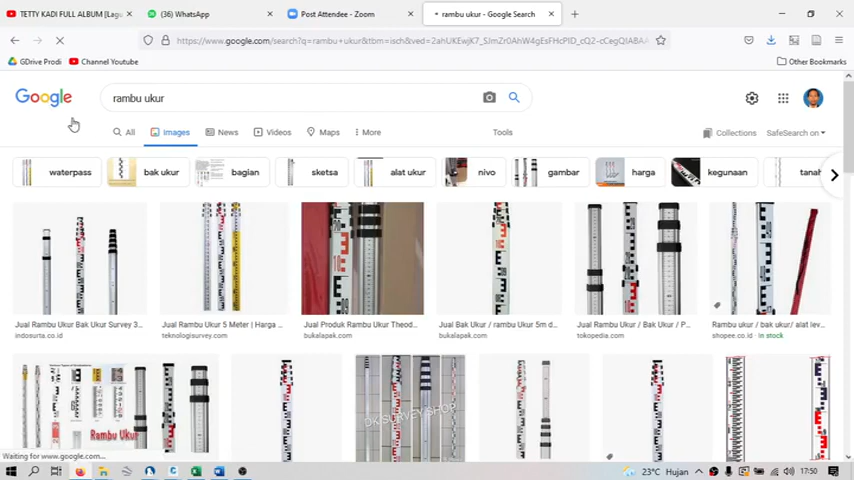 TETTY KADI FULL ALBUM [Lagu
(36) WhatsApp
Post Attendee - Zoom
rambu ukur - Google Search
https://www.google.com/search?q=rambu+ukur&tbm=isch&ved=2ahUKEwjK7_SJmZr0AhW4gEsFHcPID_cQ2-cCegQIABAA
GDrive Prodi
Channel Youtube
Other Bookmarks
Google
rambu ukur
All
Images
News
Videos
Maps
More
Tools
Collections
SafeSearch on
waterpass
bak ukur
bagian
sketsa
alat ukur
nivo
gambar
harga
kegunaan
tanah
Jual Rambu Ukur Bak Ukur Survey 3...
indosurta.co.id
Jual Rambu Ukur 5 Meter | Harga ...
teknologisurvey.com
Jual Produk Rambu Ukur Theod...
bukalapak.com
Jual Bak Ukur / rambu Ukur 5m d...
bukalapak.com
Jual Rambu Ukur / Bak Ukur / P...
tokopedia.com
Rambu ukur / bak ukur/ alat lev...
shopee.co.id · In stock
Rambu Ukur
DK SURVEY SHOP
Waiting for www.google.com...
23°C Hujan
17:50